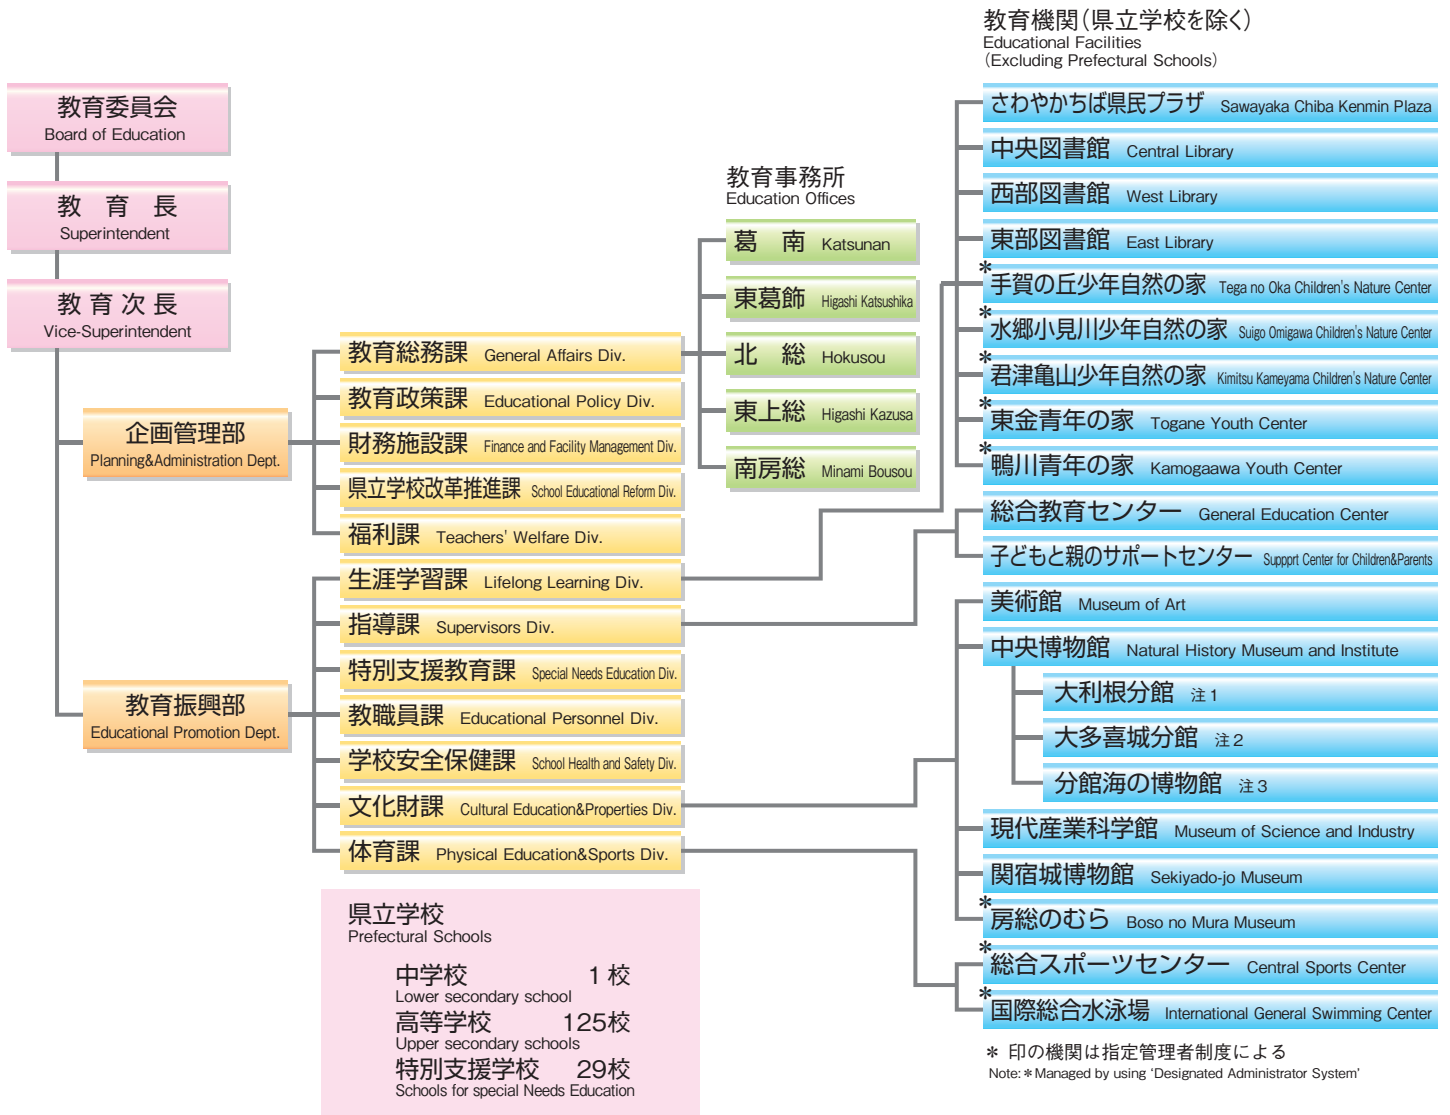 教育機関(県立学校を除く)
Educational Facilities
(Excluding Prefectural Schools)
教育委員会
Board of Education
教 育 長
Superintendent
教 育 次 長
Vice-Superintendent
企画管理部
Planning&Administration Dept.
教育振興部
Educational Promotion Dept.
教育総務課 General Affairs Div.
教育政策課 Educational Policy Div.
財務施設課 Finance and Facility Management Div.
県立学校改革推進課 School Educational Reform Div.
福利課 Teachers' Welfare Div.
生涯学習課 Lifelong Learning Div.
指導課 Supervisors Div.
特別支援教育課 Special Needs Education Div.
教職員課 Educational Personnel Div.
学校安全保健課 School Health and Safety Div.
文化財課 Cultural Education&Properties Div.
体育課 Physical Education&Sports Div.
教育事務所
Education Offices
葛 南 Katsunan
東葛飾 Higashi Katsushika
北 総 Hokusou
東上総 Higashi Kazusa
南房総 Minami Bousou
さわやかちば県民プラザ Sawayaka Chiba Kenmin Plaza
中央図書館 Central Library
西部図書館 West Library
東部図書館 East Library
*手賀の丘少年自然の家 Tega no Oka Children's Nature Center
*水郷小見川少年自然の家 Suigo Omigawa Children's Nature Center
*君津亀山少年自然の家 Kimitsu Kameyama Children's Nature Center
*東金青年の家 Togane Youth Center
*鴨川青年の家 Kamogaawa Youth Center
総合教育センター General Education Center
子どもと親のサポートセンター Suppprt Center for Children&Parents
美術館 Museum of Art
中央博物館 Natural History Museum and Institute
大利根分館 注1
大多喜城分館 注2
分館海の博物館 注3
現代産業科学館 Museum of Science and Industry
関宿城博物館 Sekiyado-jo Museum
*房総のむら Boso no Mura Museum
*総合スポーツセンター Central Sports Center
*国際総合水泳場 International General Swimming Center
県立学校
Prefectural Schools
中学校 1校
Lower secondary school
高等学校 125校
Upper secondary schools
特別支援学校 29校
Schools for special Needs Education
* 印の機関は指定管理者制度による
Note:*Managed by using 'Designated Administrator System'